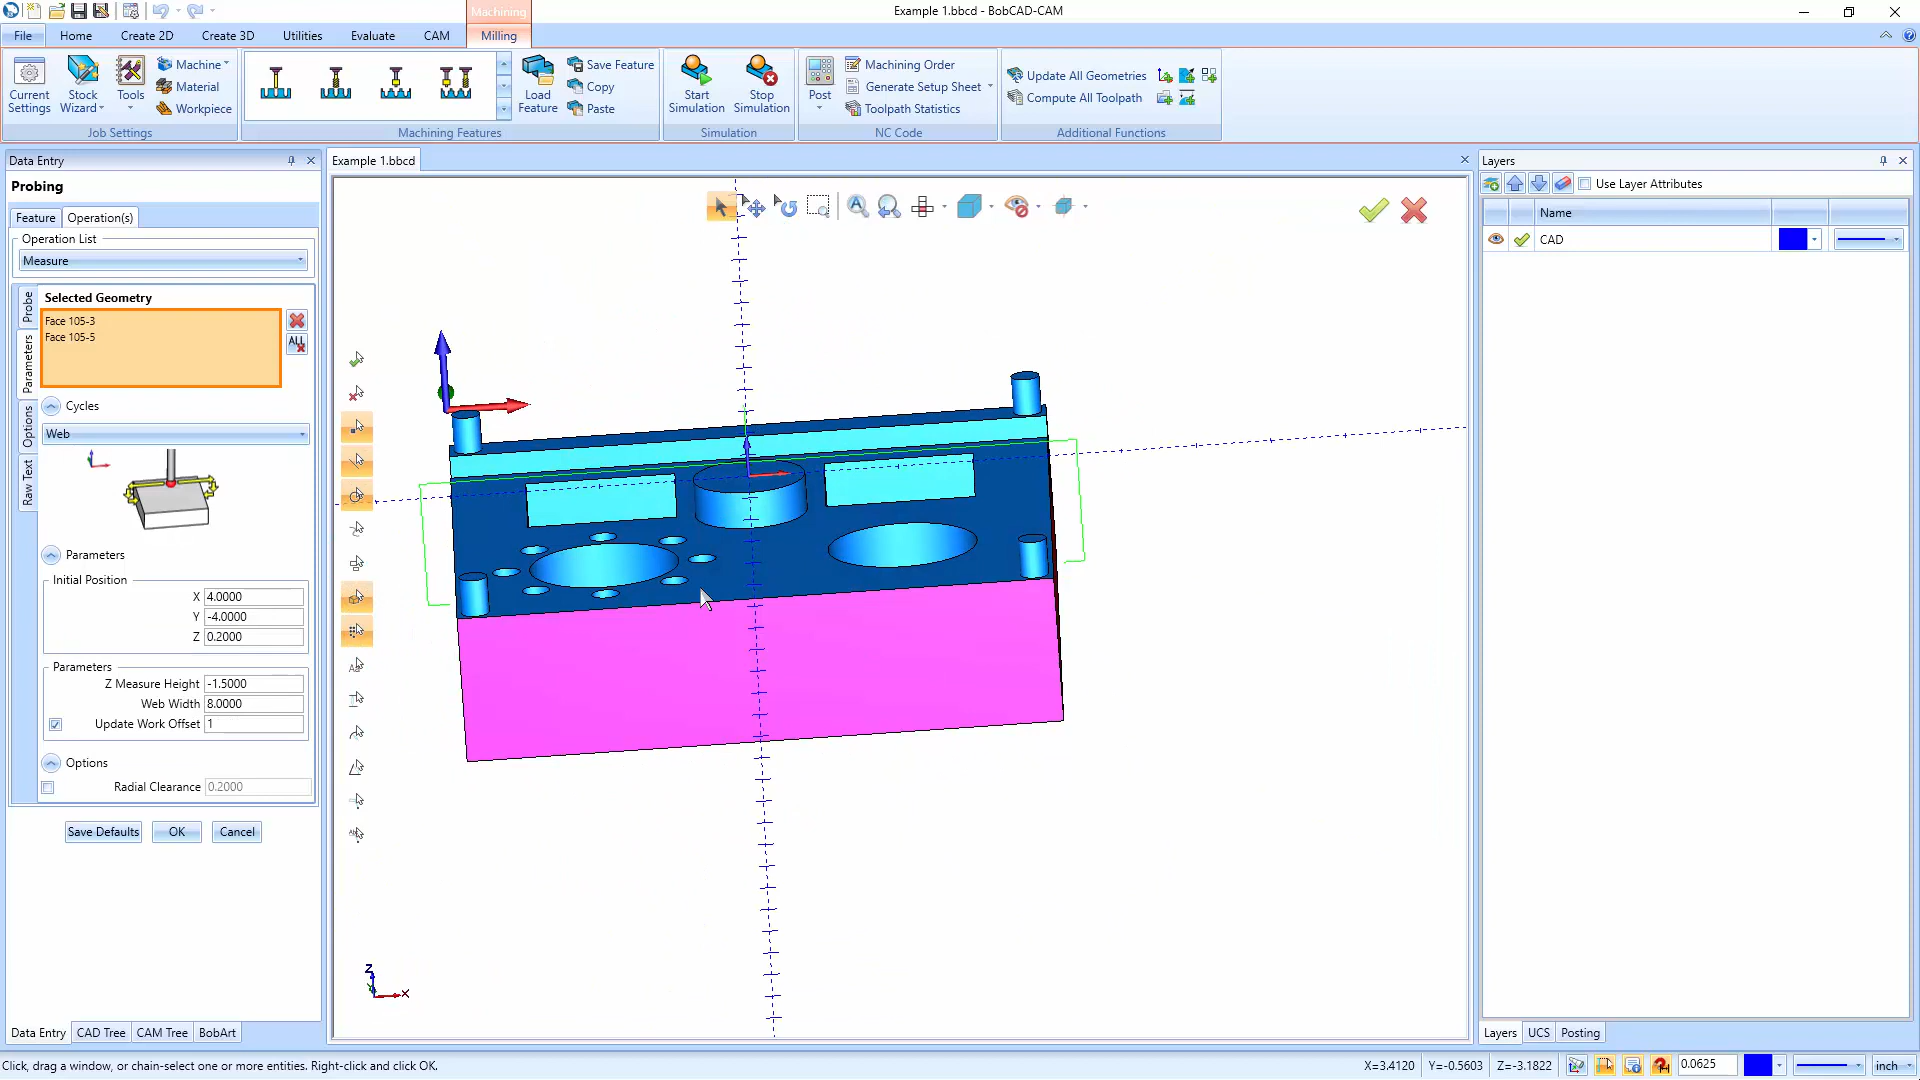 Machining
Example 1.bbcd - BobCAD-CAM
File Home Create 2D Create 3D Utilities Evaluate CAM Milling
Current Settings
Stock Wizard
Tools
Machine
Material
Workpiece
Job Settings
Load Feature
Save Feature
Copy
Paste
Machining Features
Start Simulation
Stop Simulation
Simulation
Post
Machining Order
Generate Setup Sheet
Toolpath Statistics
NC Code
Update All Geometries
Compute All Toolpath
Additional Functions
Data Entry
Probing
Feature Operation(s)
Operation List
Measure
Probe
Parameters
Options
Raw Text
Selected Geometry
Face 105-3
Face 105-5
ALL
Cycles
Web
Parameters
Initial Position
X 4.0000
Y -4.0000
Z 0.2000
Parameters
Z Measure Height -1.5000
Web Width 8.0000
Update Work Offset 1
Options
Radial Clearance 0.2000
Save Defaults OK Cancel
Data Entry CAD Tree CAM Tree BobArt
Example 1.bbcd
Z
X
Layers
Use Layer Attributes
Name
CAD
Layers UCS Posting
Click, drag a window, or chain-select one or more entities. Right-click and click OK.
X=3.4120 Y=-0.5603 Z=-3.1822 0.0625 inch